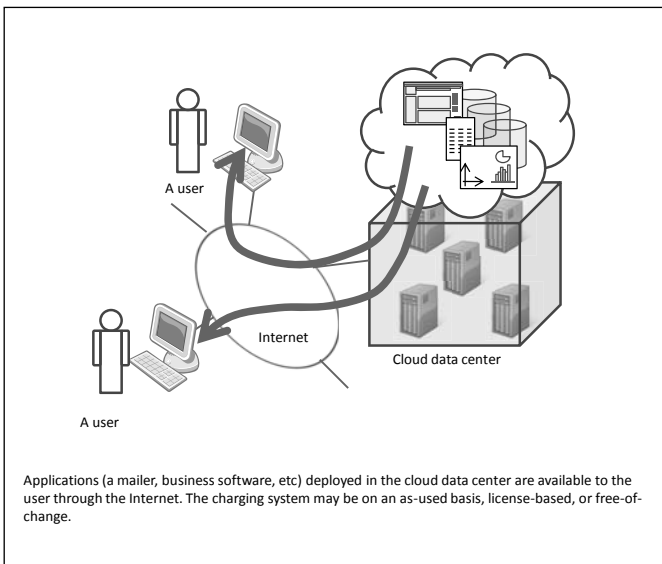 A user
Internet
Cloud data center
A user
Applications (a mailer, business software, etc) deployed in the cloud data center are available to the
user through the Internet. The charging system may be on an as-used basis, license-based, or free-of-
change.